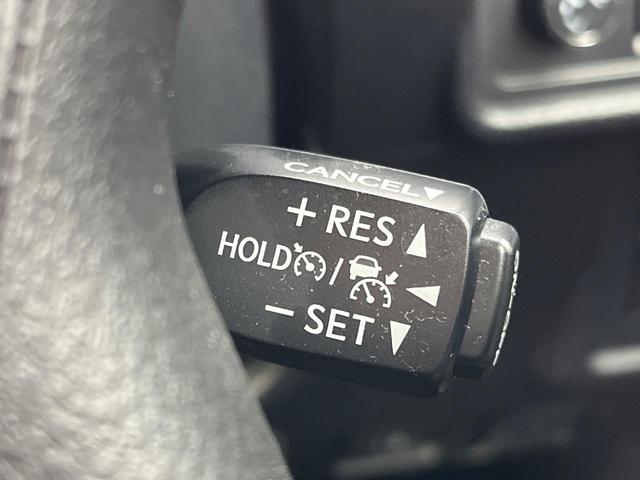 CANCEL▼
+ RES ▲
HOLD / ◀
- SET ▼